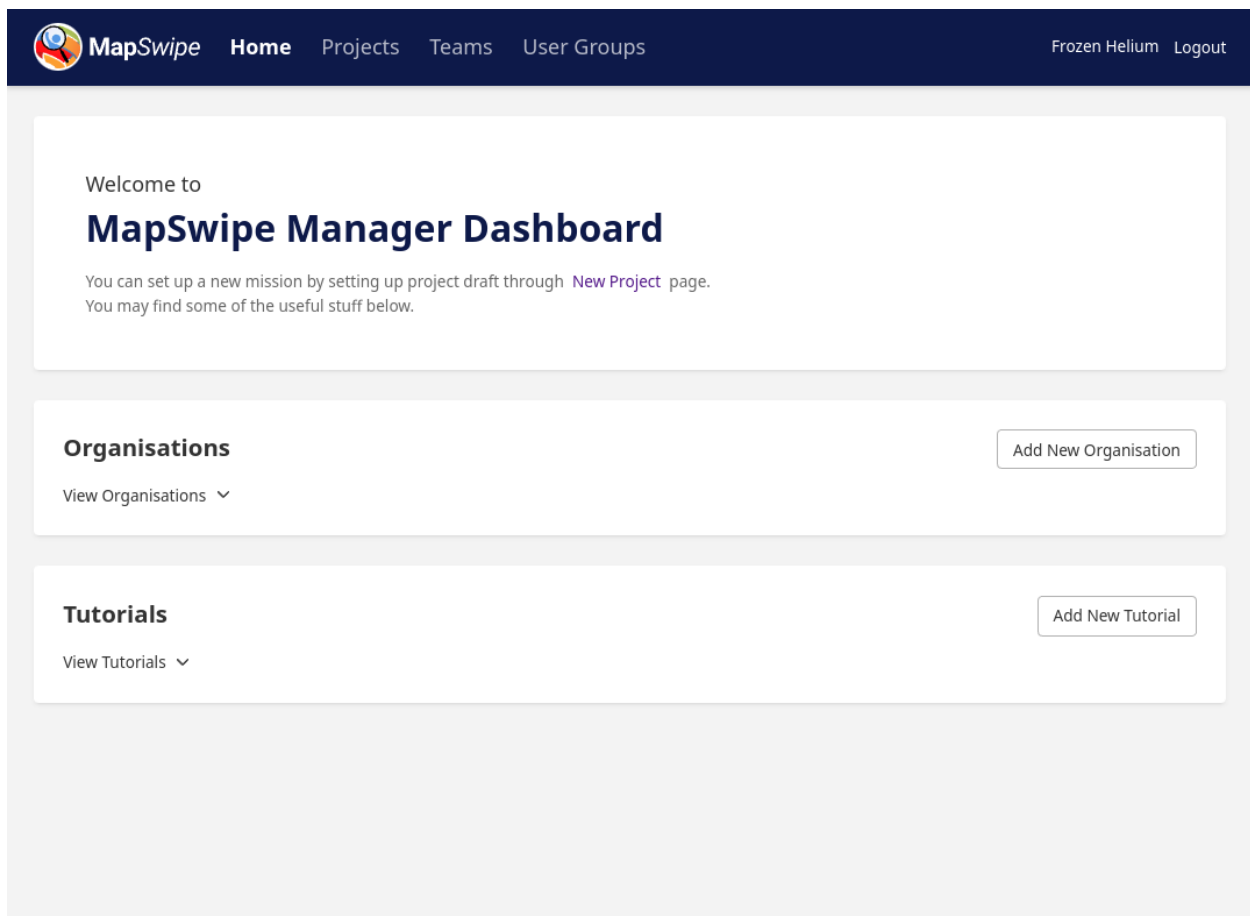 MapSwipe Home Projects Teams User Groups Frozen Helium Logout
Welcome to
MapSwipe Manager Dashboard
You can set up a new mission by setting up project draft through New Project page.
You may find some of the useful stuff below.
Organisations Add New Organisation
View Organisations
Tutorials Add New Tutorial
View Tutorials